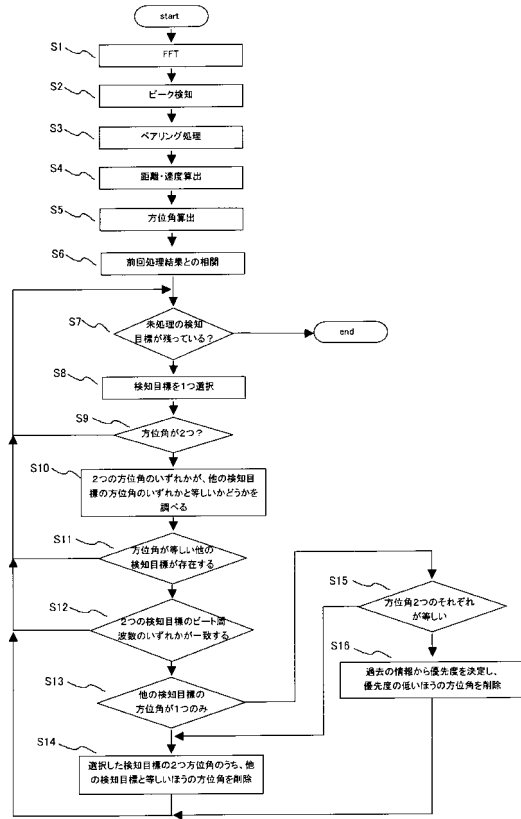 start
S1
FFT
S2
ピーク検知
S3
ペアリング処理
S4
距離・速度算出
S5
方位角算出
S6
前回処理結果との相関
S7
未処理の検知
目標が残っている？
end
S8
検知目標を1つ選択
S9
方位角が2つ？
S10
2つの方位角のいずれかが、他の検知目
標の方位角のいずれかと等しいかどうかを
調べる
S11
方位角が等しい他の
検知目標が存在する
S12
2つの検知目標のビート周
波数のいずれかが一致する
S13
他の検知目標の
方位角が1つのみ
S14
選択した検知目標の2つ方位角のうち、他
の検知目標と等しいほうの方位角を削除
S15
方位角2つのそれぞれ
が等しい
S16
過去の情報から優先度を決定し、
優先度の低いほうの方位角を削除